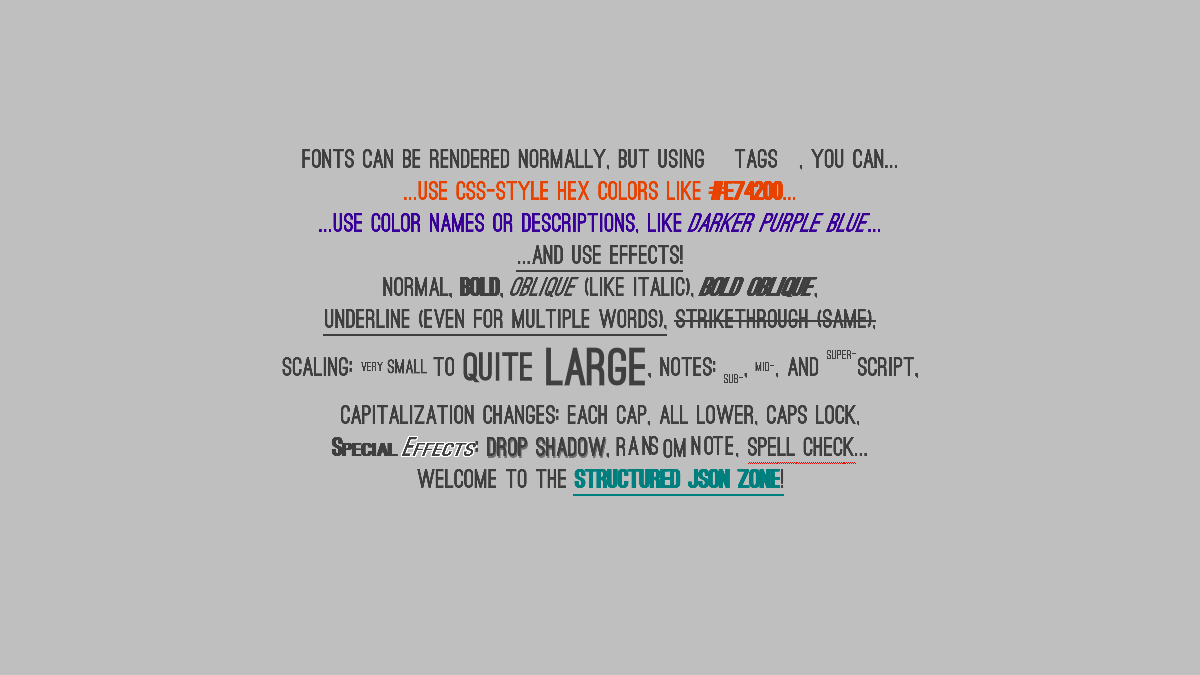 FONTS CAN BE RENDERED NORMALLY, BUT USING TAGS , YOU CAN...
...USE CSS-STYLE HEX COLORS LIKE #E74200...
...USE COLOR NAMES OR DESCRIPTIONS, LIKE DARKER PURPLE BLUE...
...AND USE EFFECTS!
NORMAL, BOLD, OBLIQUE (LIKE ITALIC), BOLD OBLIQUE,
UNDERLINE (EVEN FOR MULTIPLE WORDS), STRIKETHROUGH (SAME),
SCALING: VERY SMALL TO QUITE LARGE, NOTES: SUB-, MID-, AND SUPER-SCRIPT,
CAPITALIZATION CHANGES: EACH CAP, ALL LOWER, CAPS LOCK,
SPECIAL EFFECTS: DROP SHADOW, RANSOM NOTE, SPELL CHECK...
WELCOME TO THE STRUCTURED JSON ZONE!